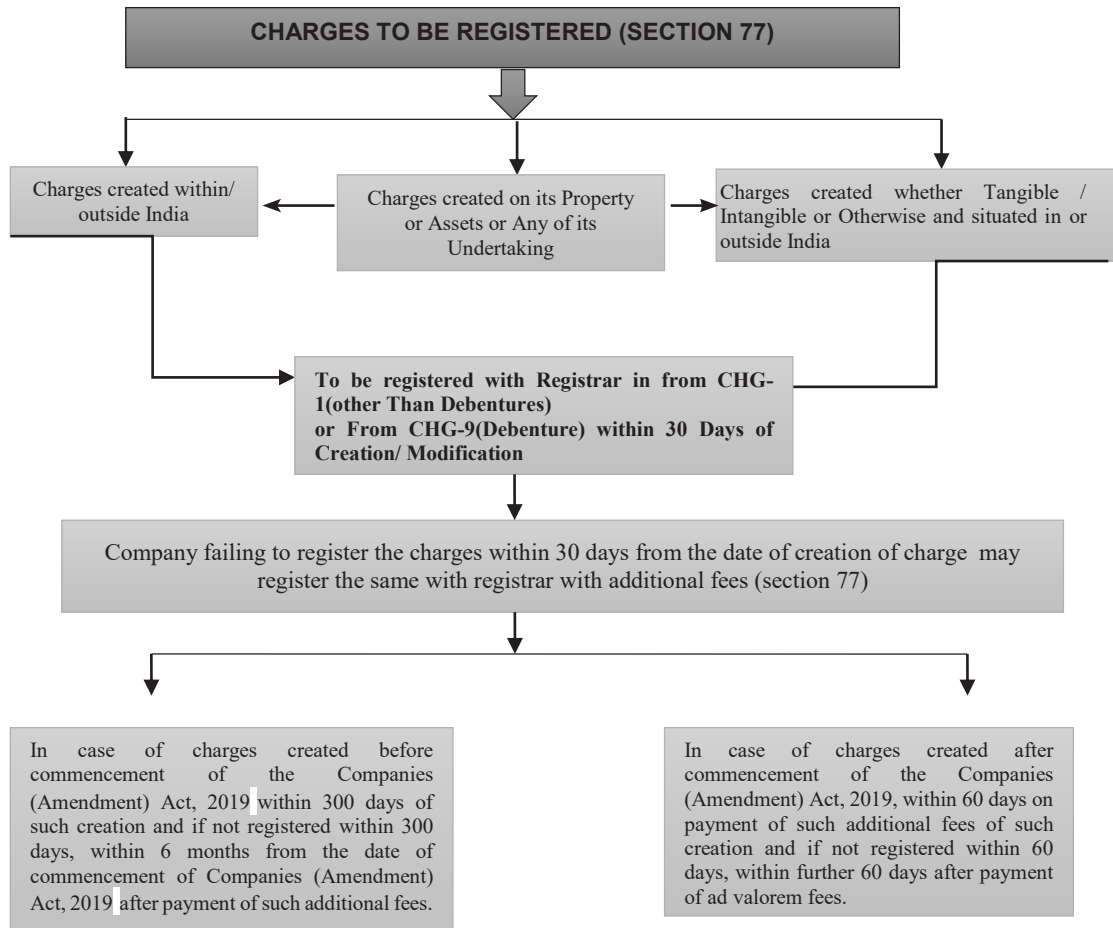 CHARGES TO BE REGISTERED (SECTION 77)
Charges created within/
outside India
Charges created on its Property
or Assets or Any of its
Undertaking
Charges created whether Tangible /
Intangible or Otherwise and situated in or
outside India
To be registered with Registrar in from CHG-
1(other Than Debentures)
or From CHG-9(Debenture) within 30 Days of
Creation/ Modification
Company failing to register the charges within 30 days from the date of creation of charge may
register the same with registrar with additional fees (section 77)
In case of charges created before
commencement of the Companies
(Amendment) Act, 2019 within 300 days of
such creation and if not registered within 300
days, within 6 months from the date of
commencement of Companies (Amendment)
Act, 2019 after payment of such additional fees.
In case of charges created after
commencement of the Companies
(Amendment) Act, 2019, within 60 days on
payment of such additional fees of such
creation and if not registered within 60
days, within further 60 days after payment
of ad valorem fees.